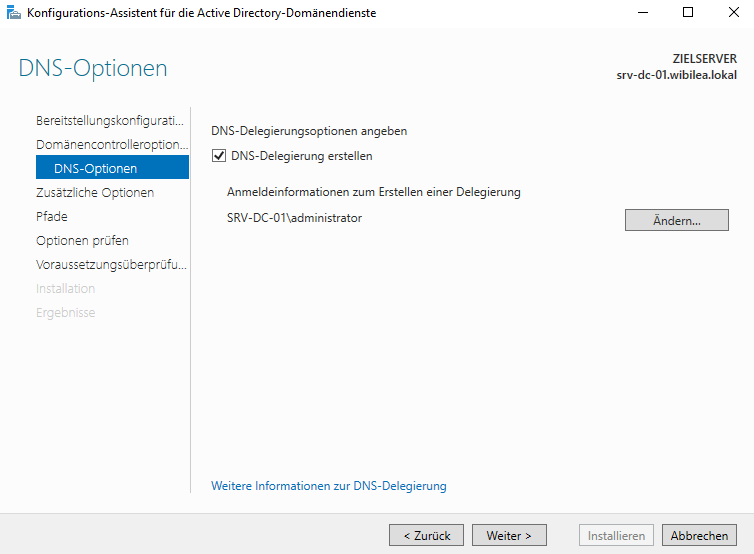 Konfigurations-Assistent für die Active Directory-Domänendienste
DNS-Optionen
ZIELSERVER
srv-dc-01.wibilea.lokal
Bereitstellungskonfigurati...
Domänencontrolleroption...
DNS-Optionen
Zusätzliche Optionen
Pfade
Optionen prüfen
Voraussetzungsüberprüfu...
Installation
Ergebnisse
DNS-Delegierungsoptionen angeben
DNS-Delegierung erstellen
Anmeldeinformationen zum Erstellen einer Delegierung
SRV-DC-01\administrator
Ändern...
Weitere Informationen zur DNS-Delegierung
< Zurück
Weiter >
Installieren
Abbrechen